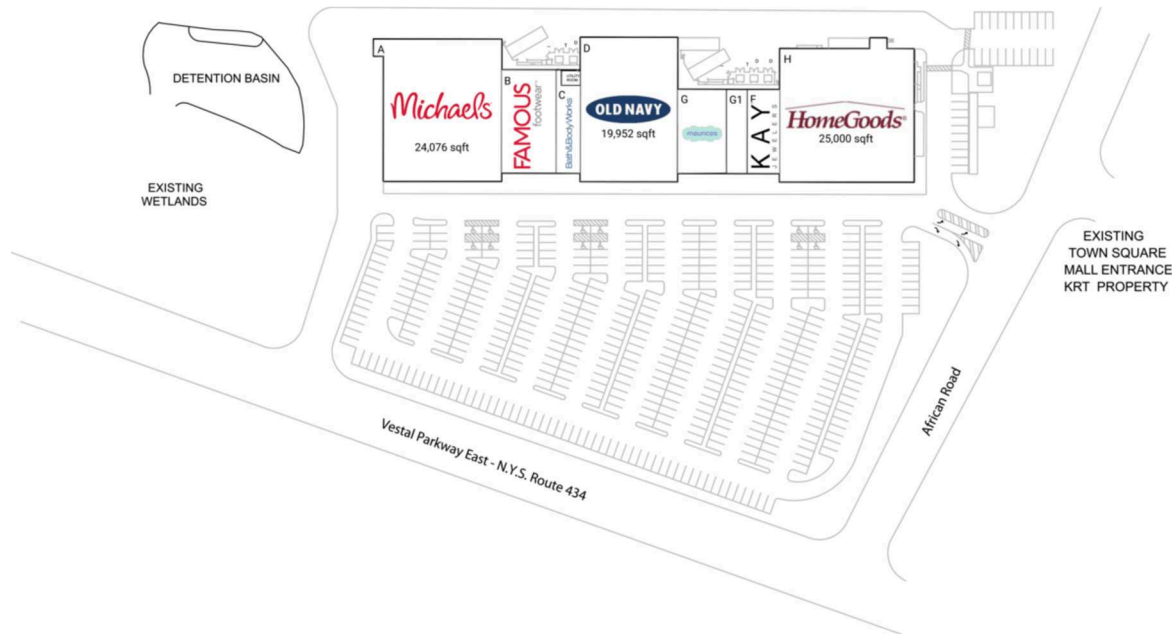 DETENTION BASIN
EXISTING
WETLANDS
A
Michaels
24,076 sqft
B
FAMOUS
footwear
UTILITY
ROOM
C
Bath&BodyWorks
D
OLD NAVY
19,952 sqft
G
maurices
G1
F
KAY
JEWELERS
H
HomeGoods
25,000 sqft
EXISTING
TOWN SQUARE
MALL ENTRANCE
KRT PROPERTY
African Road
Vestal Parkway East - N.Y.S. Route 434